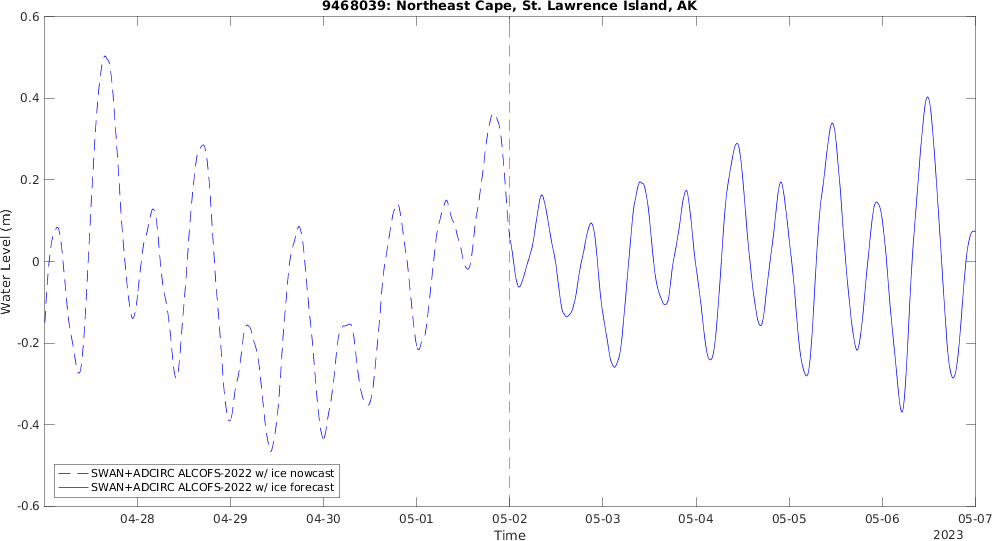 9468039: Northeast Cape, St. Lawrence Island, AK
0.6
0.4
0.2
0
-0.2
-0.4
-0.6
Water Level (m)
SWAN+ADCIRC ALCOFS-2022 w/ ice nowcast
SWAN+ADCIRC ALCOFS-2022 w/ ice forecast
04-28 04-29 04-30 05-01 05-02 05-03 05-04 05-05 05-06 05-07
Time
2023